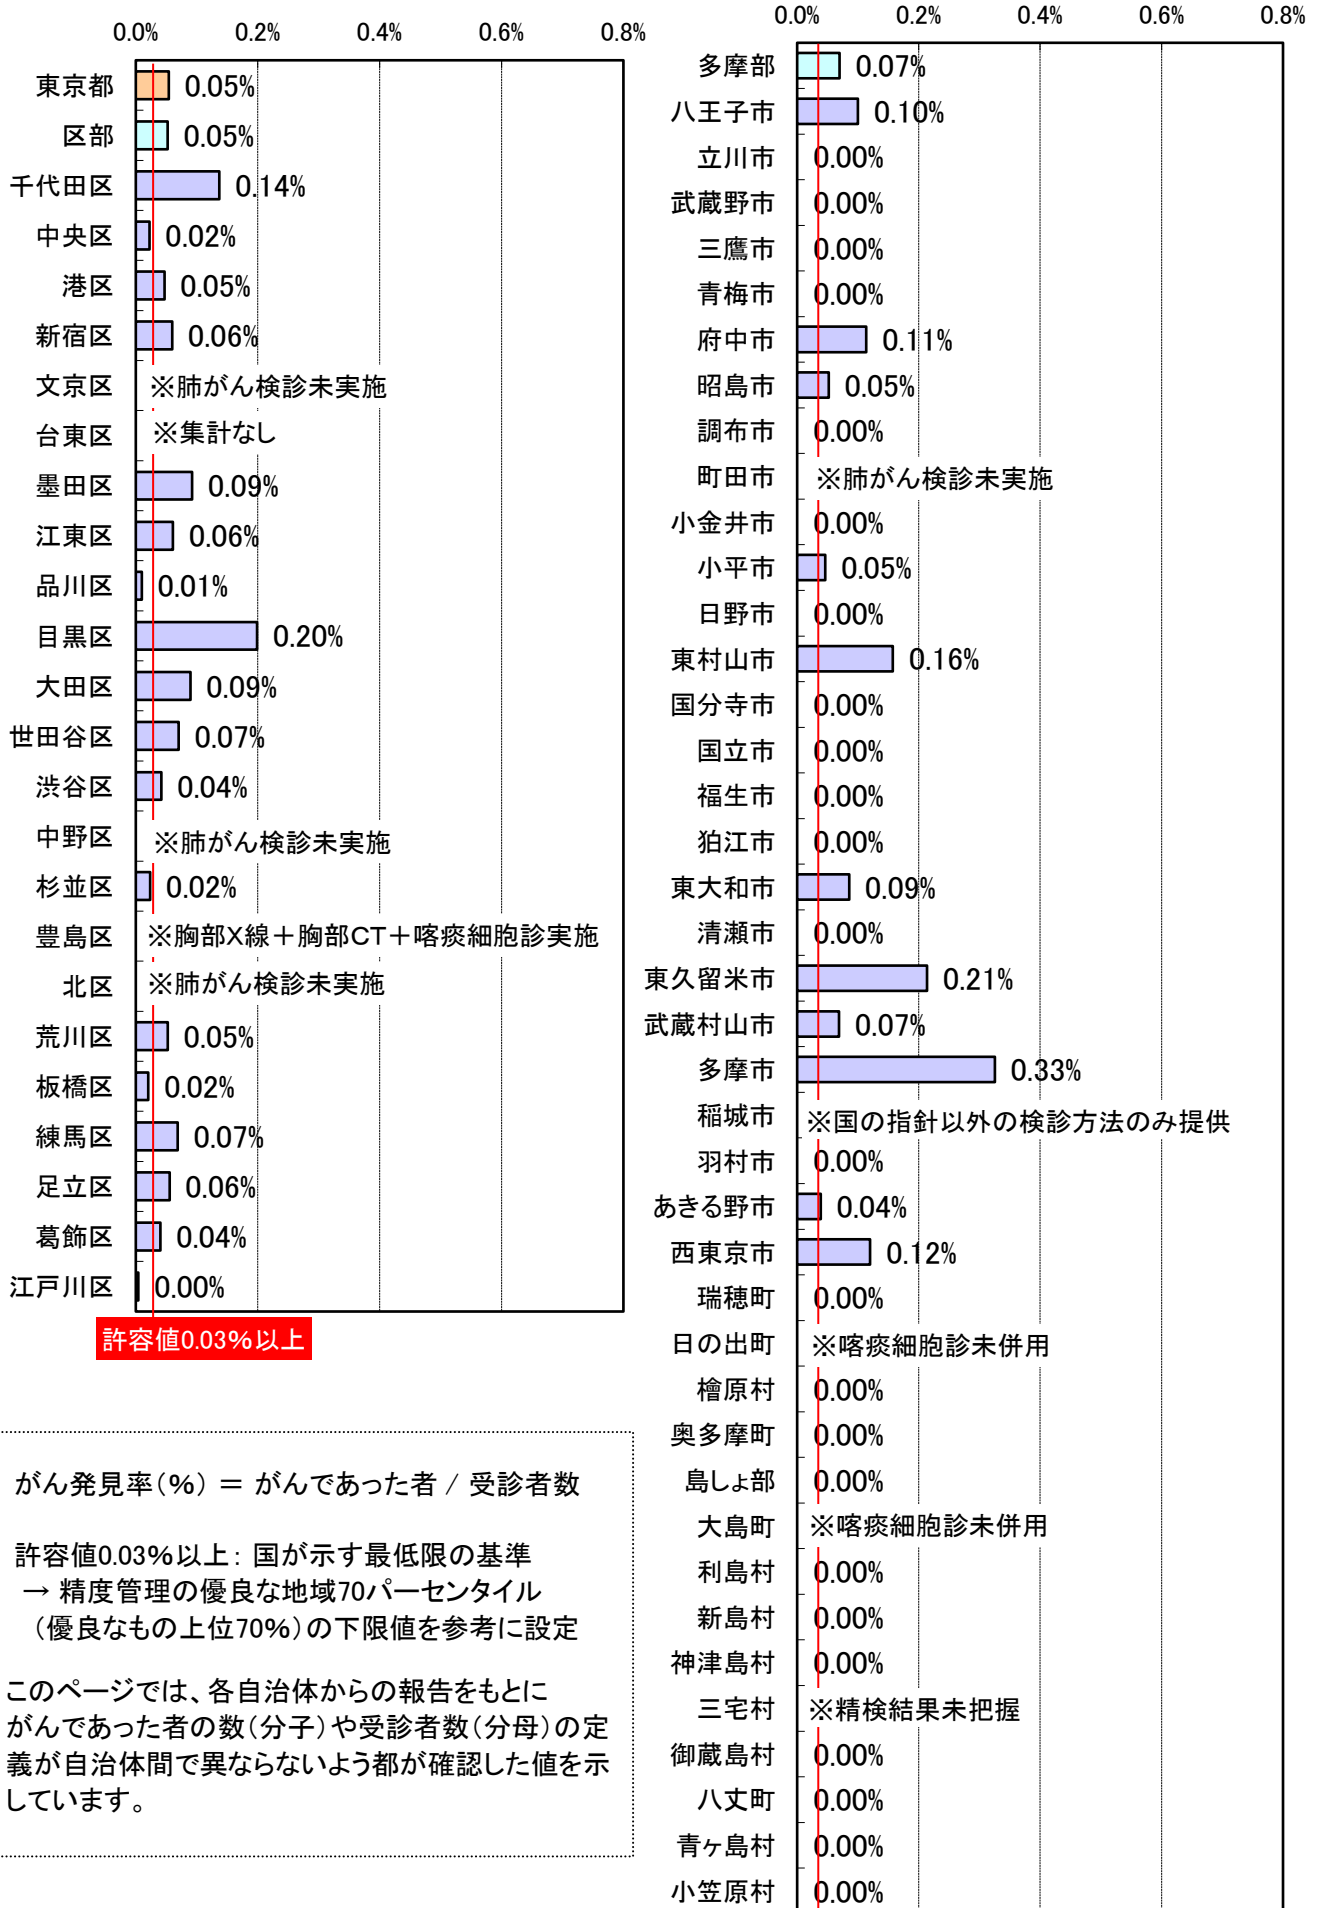 0.0% 0.2% 0.4% 0.6% 0.8%
東京都 0.05%
区部 0.05%
千代田区 0.14%
中央区 0.02%
港区 0.05%
新宿区 0.06%
文京区 ※肺がん検診未実施
台東区 ※集計なし
墨田区 0.09%
江東区 0.06%
品川区 0.01%
目黒区 0.20%
大田区 0.09%
世田谷区 0.07%
渋谷区 0.04%
中野区 ※肺がん検診未実施
杉並区 0.02%
豊島区 ※胸部X線＋胸部CT＋喀痰細胞診実施
北区 ※肺がん検診未実施
荒川区 0.05%
板橋区 0.02%
練馬区 0.07%
足立区 0.06%
葛飾区 0.04%
江戸川区 0.00%
許容値0.03%以上
がん発見率（%） ＝ がんであった者 / 受診者数
許容値0.03%以上： 国が示す最低限の基準
→ 精度管理の優良な地域70パーセンタイル
（優良なもの上位70%）の下限値を参考に設定
このページでは、各自治体からの報告をもとに
がんであった者の数（分子）や受診者数（分母）の定
義が自治体間で異ならないよう都が確認した値を示
しています。
0.0% 0.2% 0.4% 0.6% 0.8%
多摩部 0.07%
八王子市 0.10%
立川市 0.00%
武蔵野市 0.00%
三鷹市 0.00%
青梅市 0.00%
府中市 0.11%
昭島市 0.05%
調布市 0.00%
町田市 ※肺がん検診未実施
小金井市 0.00%
小平市 0.05%
日野市 0.00%
東村山市 0.16%
国分寺市 0.00%
国立市 0.00%
福生市 0.00%
狛江市 0.00%
東大和市 0.09%
清瀬市 0.00%
東久留米市 0.21%
武蔵村山市 0.07%
多摩市 0.33%
稲城市 ※国の指針以外の検診方法のみ提供
羽村市 0.00%
あきる野市 0.04%
西東京市 0.12%
瑞穂町 0.00%
日の出町 ※喀痰細胞診未併用
檜原村 0.00%
奥多摩町 0.00%
島しょ部 0.00%
大島町 ※喀痰細胞診未併用
利島村 0.00%
新島村 0.00%
神津島村 0.00%
三宅村 ※精検結果未把握
御蔵島村 0.00%
八丈町 0.00%
青ヶ島村 0.00%
小笠原村 0.00%